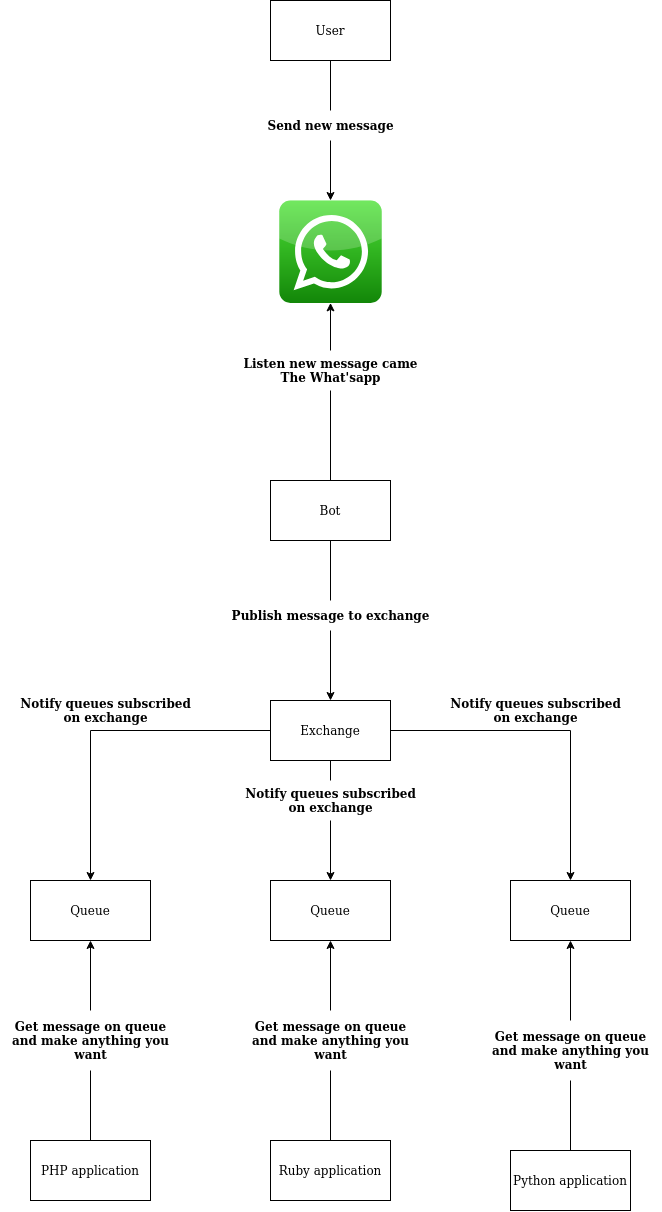 User
Send new message
Listen new message came
The What'sapp
Bot
Publish message to exchange
Notify queues subscribed
on exchange
Notify queues subscribed
on exchange
Exchange
Notify queues subscribed
on exchange
Queue
Queue
Queue
Get message on queue
and make anything you
want
Get message on queue
and make anything you
want
Get message on queue
and make anything you
want
PHP application
Ruby application
Python application